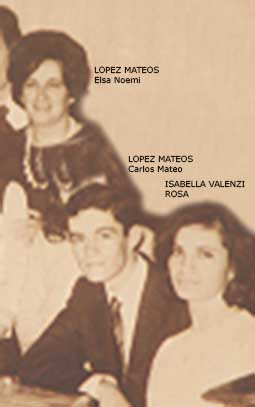 LOPEZ MATEOS
Elsa Noemi
LOPEZ MATEOS
Carlos Mateo
ISABELLA VALENZI
ROSA